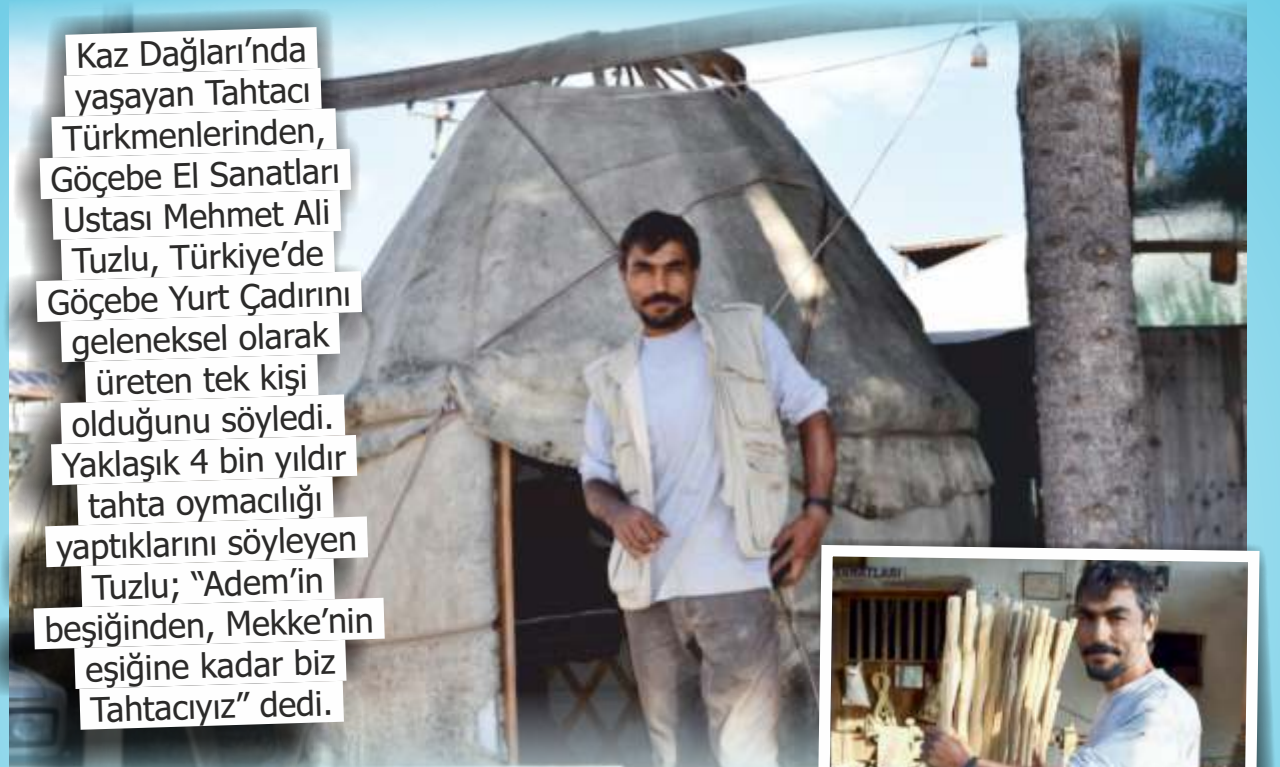 Kaz Dağları’nda
yaşayan Tahtacı
Türkmenlerinden,
Göçebe El Sanatları
Ustası Mehmet Ali
Tuzlu, Türkiye’de
Göçebe Yurt Çadırını
geleneksel olarak
üreten tek kişi
olduğunu söyledi.
Yaklaşık 4 bin yıldır
tahta oymacılığı
yaptıklarını söyleyen
Tuzlu; “Adem’in
beşiğinden, Mekke’nin
eşiğine kadar biz
Tahtacıyız” dedi.